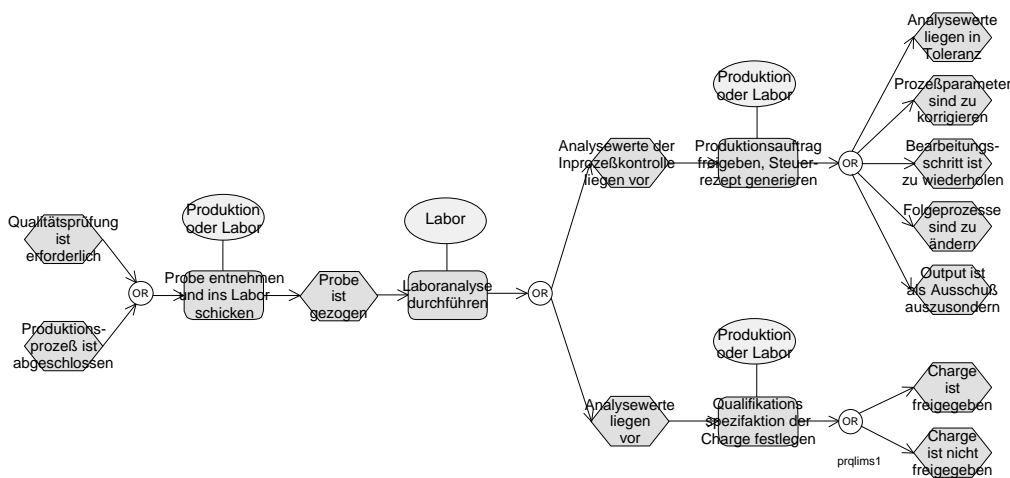 Qualitätsprüfung
ist
erforderlich
Produktions-
prozeß ist
abgeschlossen
OR
Produktion
oder Labor
Probe entnehmen
und ins Labor
schicken
Probe
ist
gezogen
Labor
Laboranalyse
durchführen
OR
Analysewerte der
Inprozeßkontrolle
liegen vor
Produktion
oder Labor
Produktionsauftrag
freigeben, Steuer-
rezept generieren
OR
Analysewerte
liegen in
Toleranz
Prozeßparameter
sind zu
korrigieren
Bearbeitungs-
schritt ist
zu wiederholen
Folgeprozesse
sind zu
ändern
Output ist
als Ausschuß
auszusondern
Analysewerte
liegen
vor
Produktion
oder Labor
Qualifikations
spezifaktion der
Charge festlegen
OR
prqlims1
Charge
ist
freigegeben
Charge
ist nicht
freigegeben